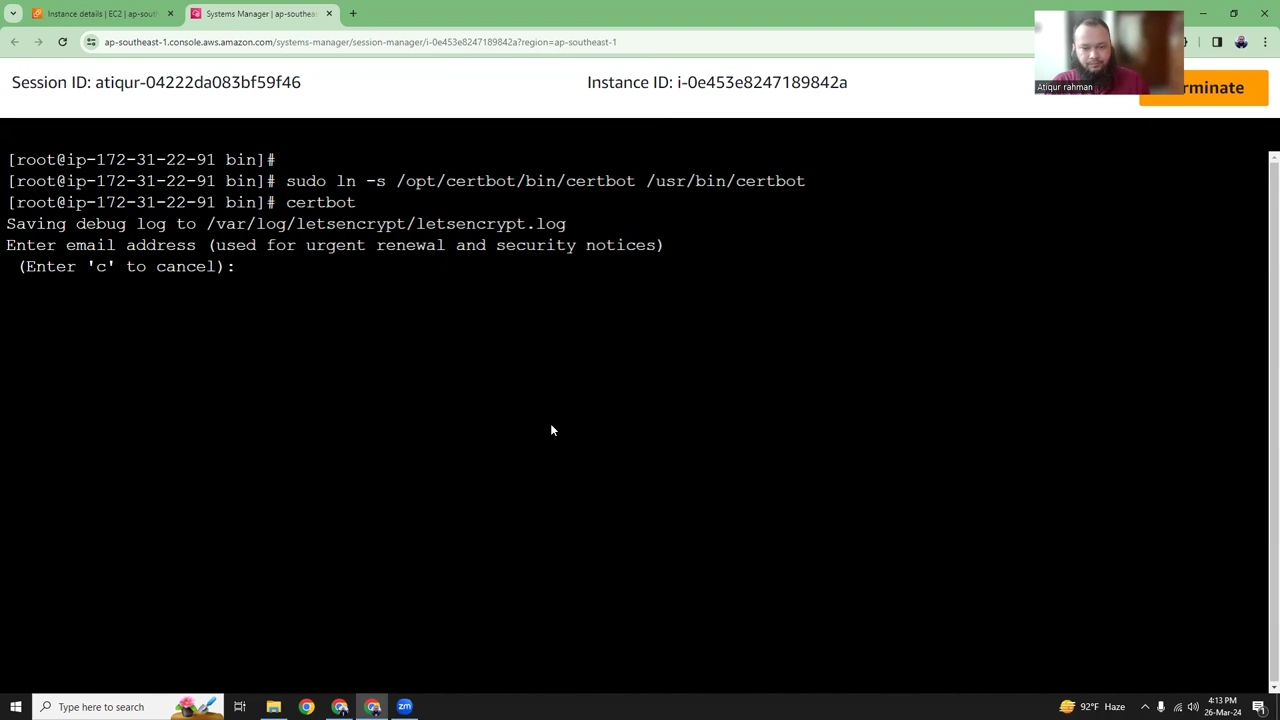 Instance details | EC2 | ap-sout
Systems Manager | ap-southeas
ap-southeast-1.console.aws.amazon.com/systems-manager/session-manager/i-0e453e8247189842a?region=ap-southeast-1
Session ID: atiqur-04222da083bf59f46
Instance ID: i-0e453e8247189842a
rminate
Atiqur rahman
[root@ip-172-31-22-91 bin]#
[root@ip-172-31-22-91 bin]# sudo ln -s /opt/certbot/bin/certbot /usr/bin/certbot
[root@ip-172-31-22-91 bin]# certbot
Saving debug log to /var/log/letsencrypt/letsencrypt.log
Enter email address (used for urgent renewal and security notices)
(Enter 'c' to cancel):
Type here to search
zm
92°F Haze
4:13 PM
26-Mar-24